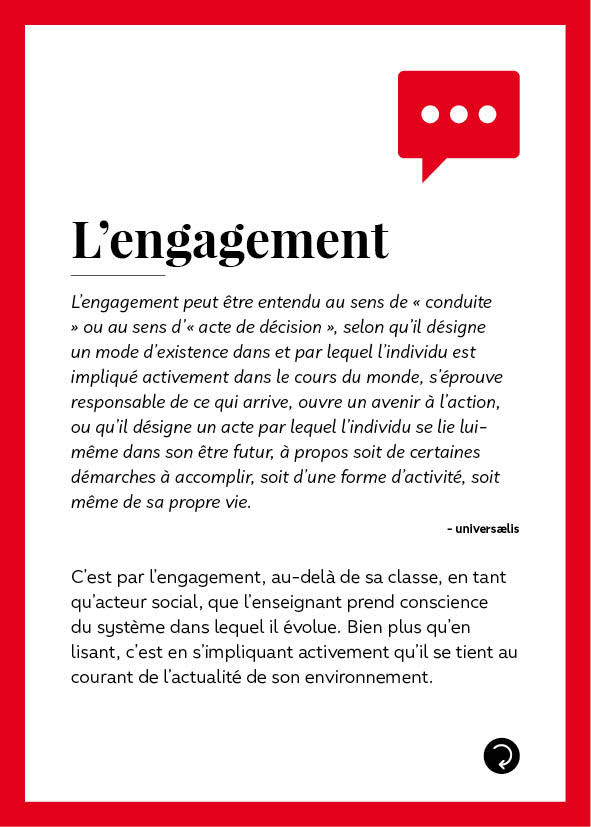 L’engagement
L’engagement peut être entendu au sens de « conduite
» ou au sens d’« acte de décision », selon qu’il désigne
un mode d’existence dans et par lequel l’individu est
impliqué activement dans le cours du monde, s’éprouve
responsable de ce qui arrive, ouvre un avenir à l’action,
ou qu’il désigne un acte par lequel l’individu se lie lui-
même dans son être futur, à propos soit de certaines
démarches à accomplir, soit d’une forme d’activité, soit
même de sa propre vie.
- universælis
C’est par l’engagement, au-delà de sa classe, en tant
qu’acteur social, que l’enseignant prend conscience
du système dans lequel il évolue. Bien plus qu’en
lisant, c’est en s’impliquant activement qu’il se tient au
courant de l’actualité de son environnement.